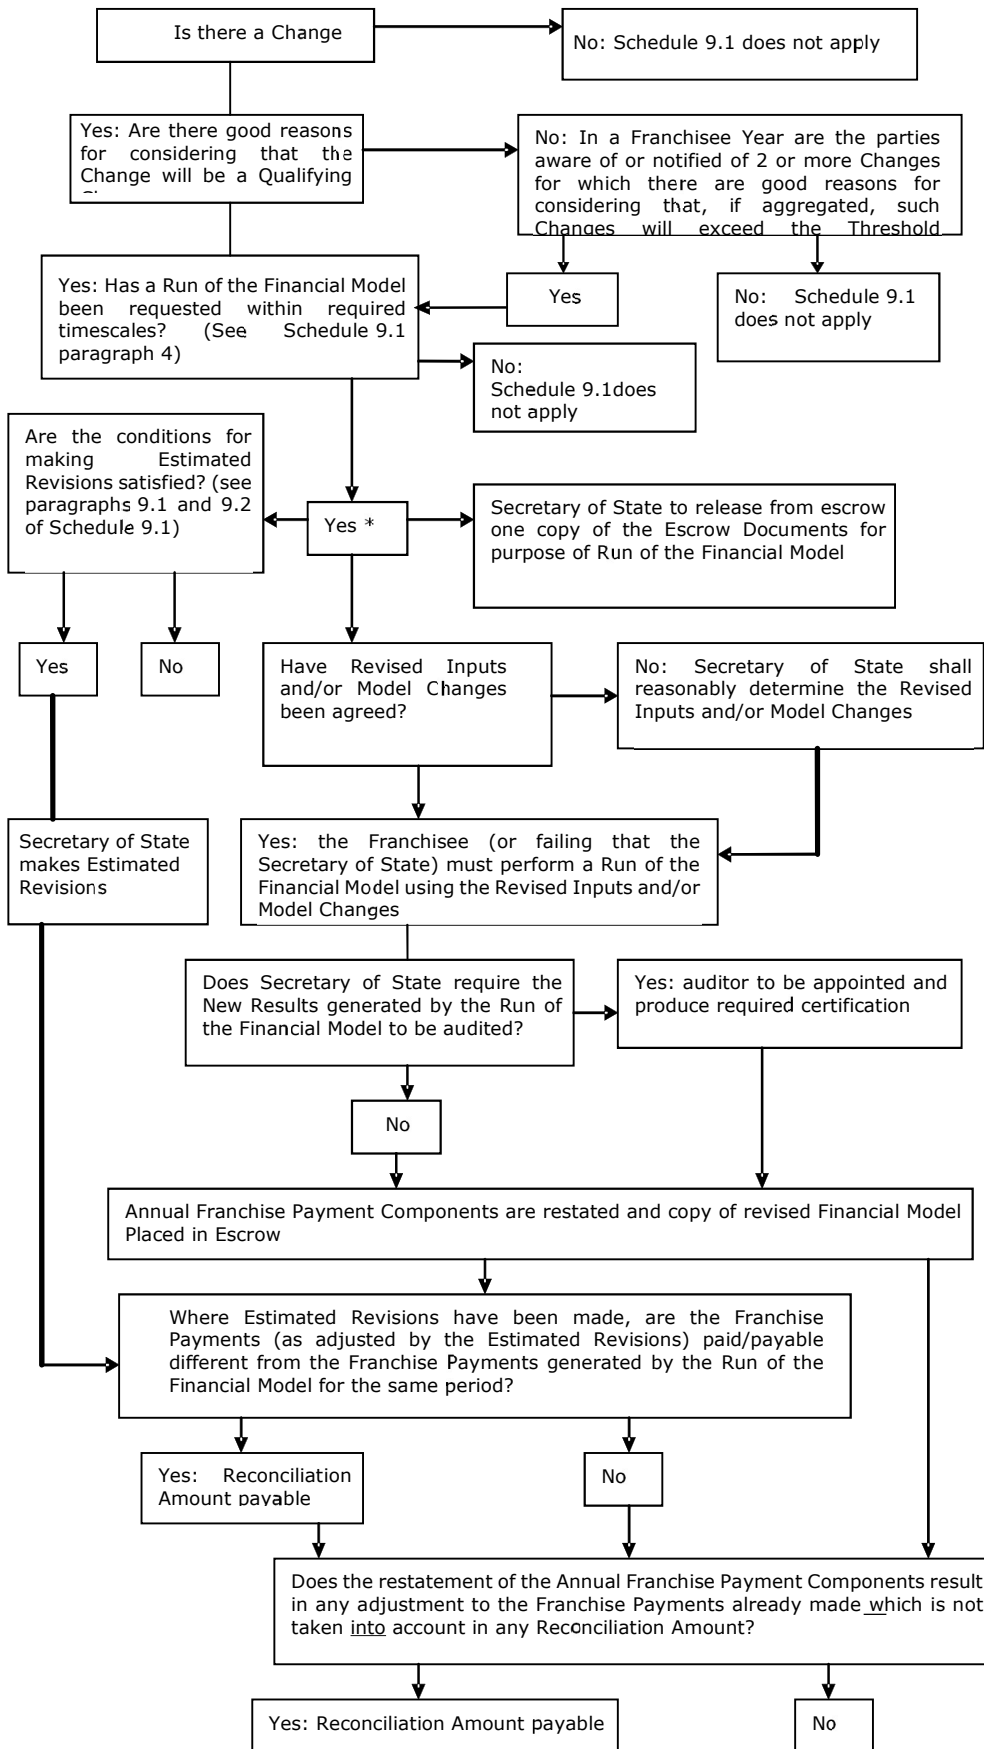 Is there a Change
No: Schedule 9.1 does not apply
Yes: Are there good reasons
for considering that the
Change will be a Qualifying
No: In a Franchisee Year are the parties
aware of or notified of 2 or more Changes
for which there are good reasons for
considering that, if aggregated, such
Changes will exceed the Threshold
Yes: Has a Run of the Financial Model
been requested within required
timescales? (See Schedule 9.1
paragraph 4)
Yes
No: Schedule 9.1
does not apply
No:
Schedule 9.1does
not apply
Are the conditions for
making Estimated
Revisions satisfied? (see
paragraphs 9.1 and 9.2
of Schedule 9.1)
Yes *
Secretary of State to release from escrow
one copy of the Escrow Documents for
purpose of Run of the Financial Model
Yes
No
Have Revised Inputs
and/or Model Changes
been agreed?
No: Secretary of State shall
reasonably determine the Revised
Inputs and/or Model Changes
Secretary of State
makes Estimated
Revisions
Yes: the Franchisee (or failing that the
Secretary of State) must perform a Run of the
Financial Model using the Revised Inputs and/or
Model Changes
Does Secretary of State require the
New Results generated by the Run of
the Financial Model to be audited?
Yes: auditor to be appointed and
produce required certification
No
Annual Franchise Payment Components are restated and copy of revised Financial Model
Placed in Escrow
Where Estimated Revisions have been made, are the Franchise
Payments (as adjusted by the Estimated Revisions) paid/payable
different from the Franchise Payments generated by the Run of the
Financial Model for the same period?
Yes: Reconciliation
Amount payable
No
Does the restatement of the Annual Franchise Payment Components result
in any adjustment to the Franchise Payments already made which is not
taken into account in any Reconciliation Amount?
Yes: Reconciliation Amount payable
No